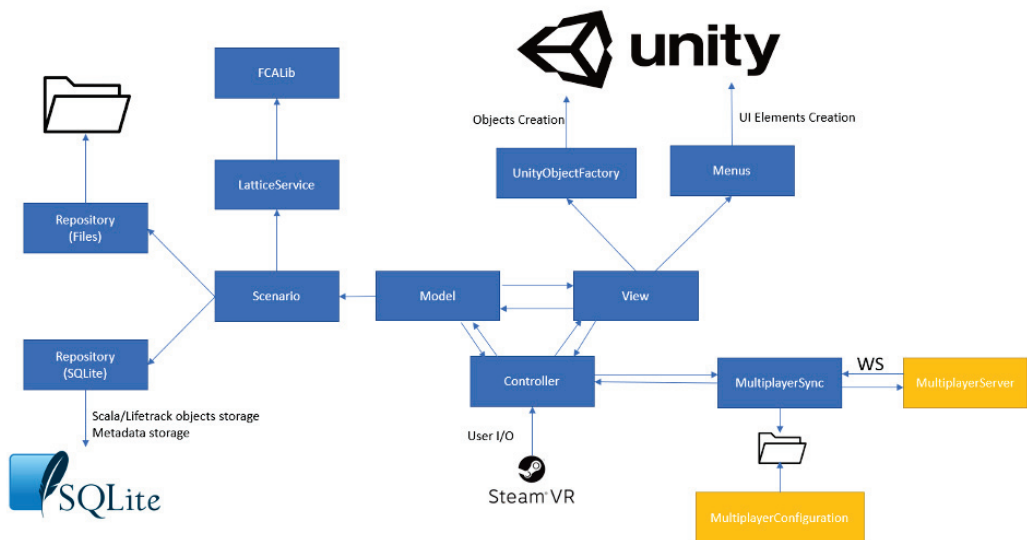 unity
FCALib
Objects Creation
UI Elements Creation
LatticeService
UnityObjectFactory
Menus
Repository
(Files)
Scenario
Model
View
Repository
(SQLite)
Controller
MultiplayerSync
WS
MultiplayerServer
Scala/Lifetrack objects storage
Metadata storage
User I/O
SQLite
Steam®VR
MultiplayerConfiguration